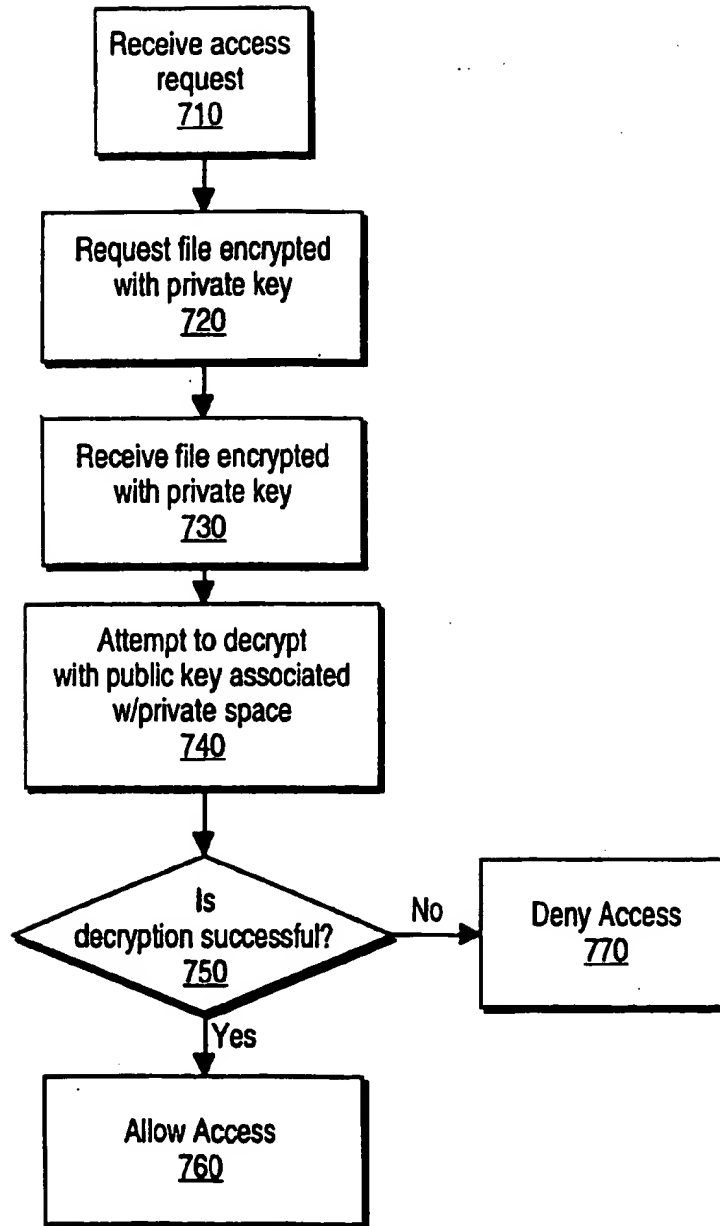 Receive access
request
710
Request file encrypted
with private key
720
Receive file encrypted
with private key
730
Attempt to decrypt
with public key associated
w/private space
740
Is
decryption successful?
750
No
Deny Access
770
Yes
Allow Access
760